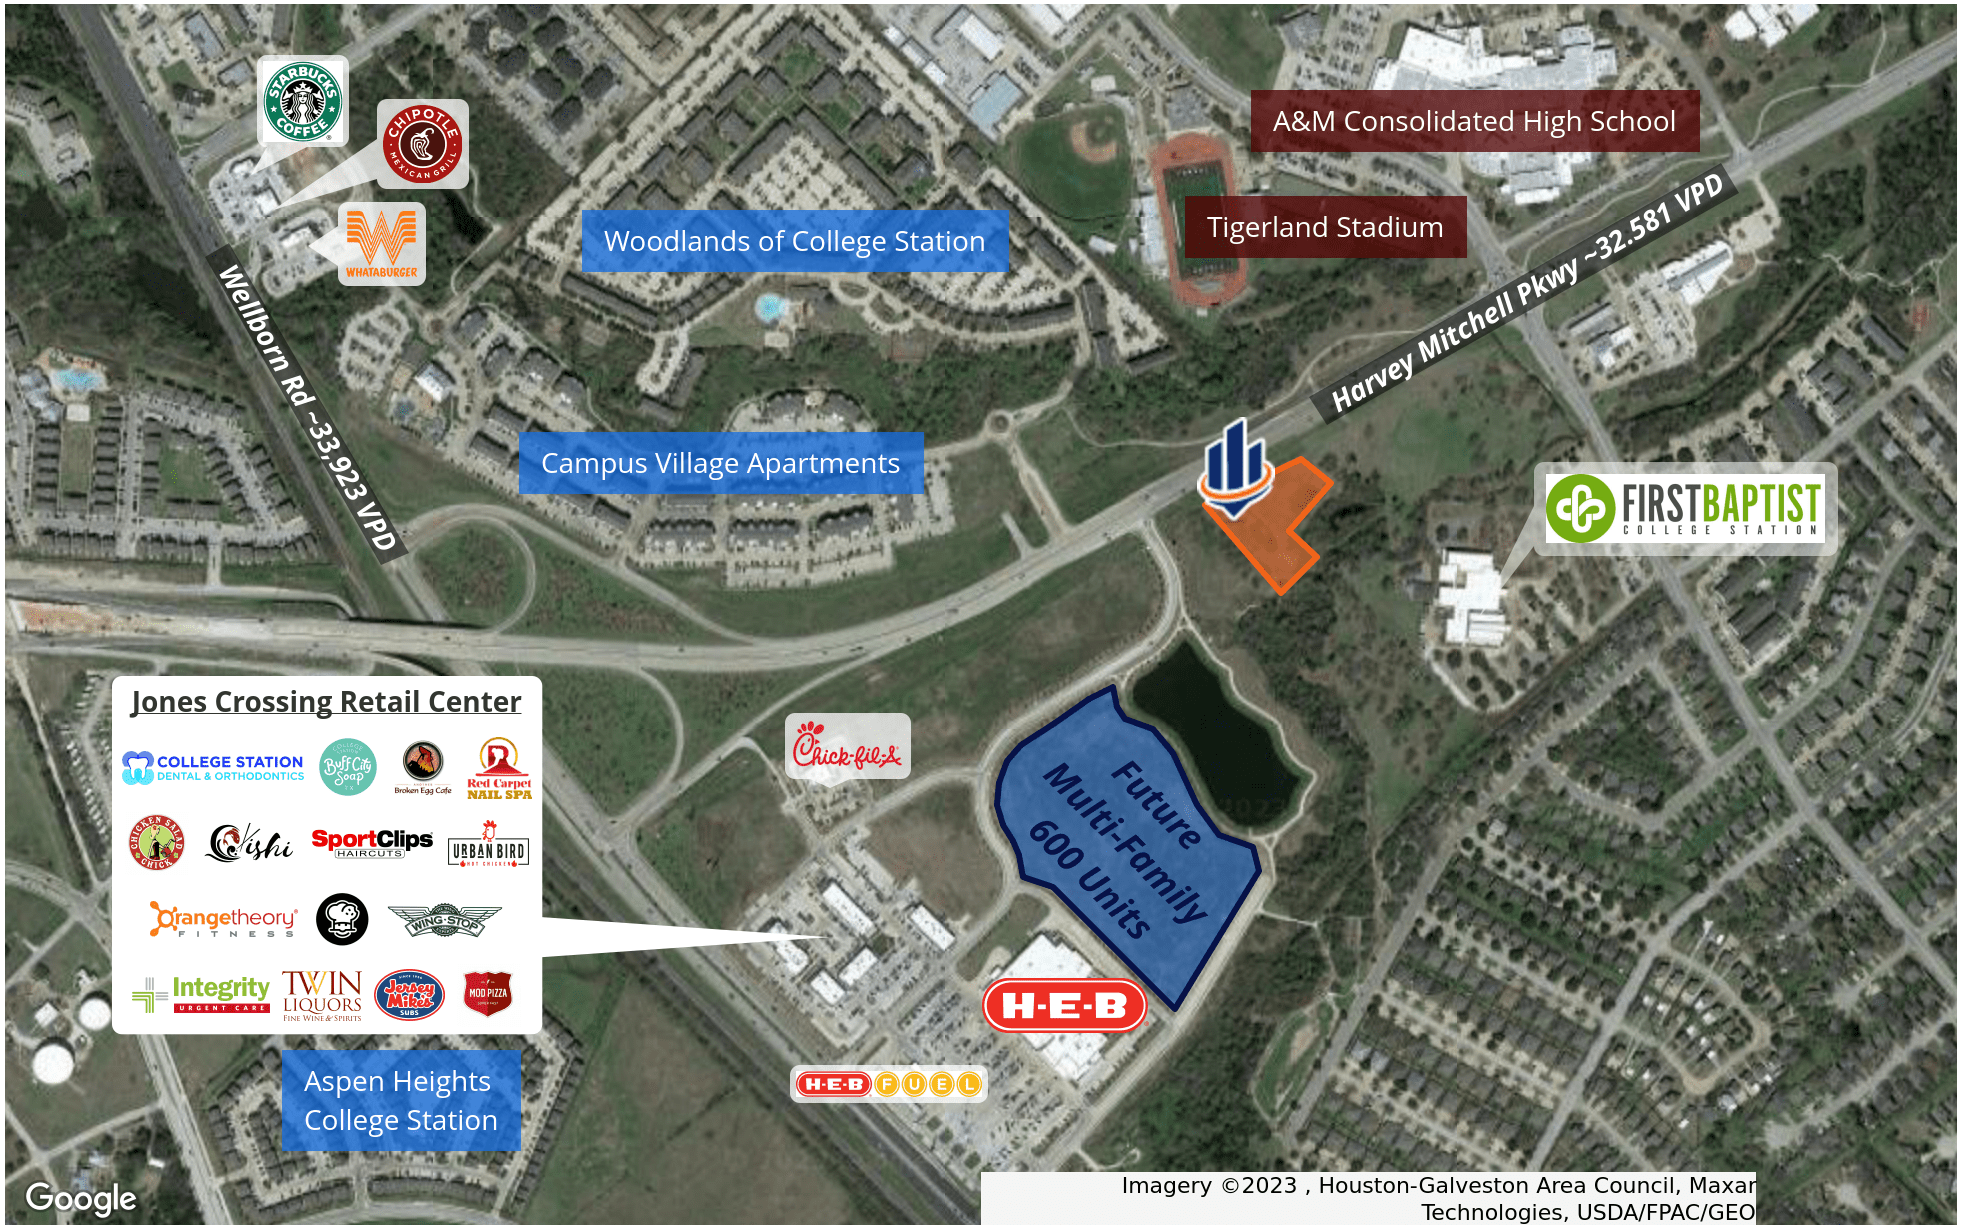 STARBUCKS
COFFEE
CHIPOTLE
MEXICAN GRILL
WHATABURGER
A&M Consolidated High School
Tigerland Stadium
Woodlands of College Station
Harvey Mitchell Pkwy ~32.581 VPD
Wellborn Rd ~33,923 VPD
Campus Village Apartments
FIRSTBAPTIST
COLLEGE STATION
Jones Crossing Retail Center
COLLEGE STATION
DENTAL & ORTHODONTICS
Buff City
Soap
Broken Egg Cafe
Red Carpet
NAIL SPA
CHICKEN SALAD
CHICK
Kishi
SportClips
HAIRCUTS
URBAN BIRD
HOT CHICKEN
Orangetheory
FITNESS
WING·STOP
Integrity
URGENT CARE
TWIN
LIQUORS
FINE WINE & SPIRITS
Jersey
Mike's
SUBS
MOD PIZZA
Chick-fil-A
Future
Multi-Family
600 Units
H-E-B
H-E-B FUEL
Aspen Heights
College Station
Google
Imagery ©2023 , Houston-Galveston Area Council, Maxar
Technologies, USDA/FPAC/GEO